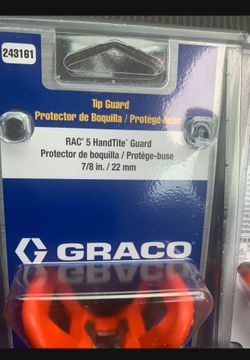 243161
Tip Guard
Protector de Boquilla / Protège-buse
RAC® 5 HandTite™ Guard
Protector de boquilla / Protège-buse
7/8 in. / 22 mm
G GRACO